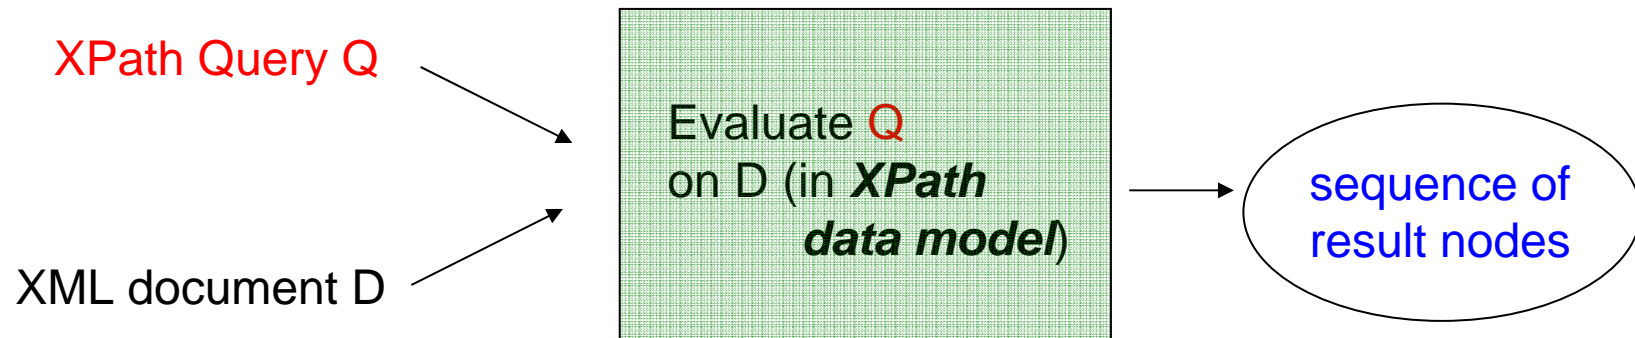 XPath Query Q
XML document D
Evaluate Q
on D (in XPath
data model)
sequence of
result nodes